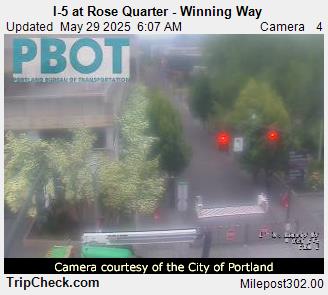 I-5 at Rose Quarter - Winning Way
Updated May 29 2025 6:07 AM Camera 4
PBOT
PORTLAND BUREAU OF TRANSPORTATION
Camera courtesy of the City of Portland
TripCheck.com Milepost302.00